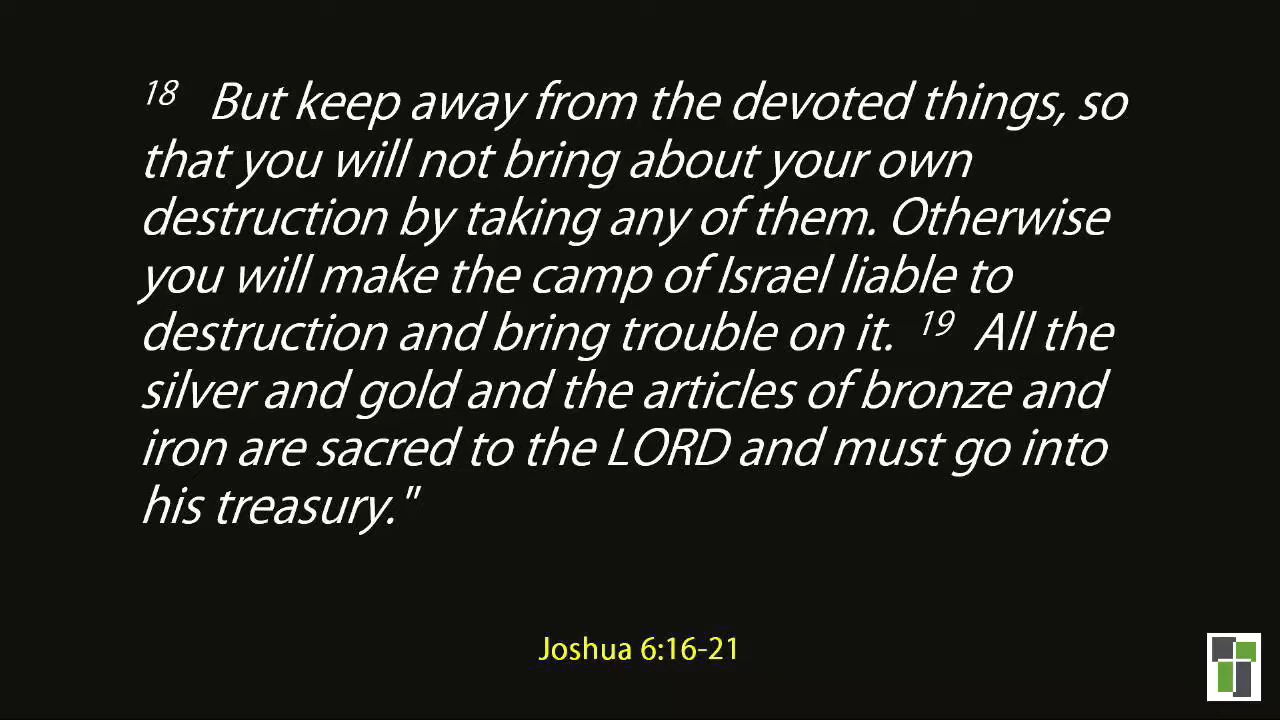 18 But keep away from the devoted things, so
that you will not bring about your own
destruction by taking any of them. Otherwise
you will make the camp of Israel liable to
destruction and bring trouble on it. 19 All the
silver and gold and the articles of bronze and
iron are sacred to the LORD and must go into
his treasury."
Joshua 6:16-21